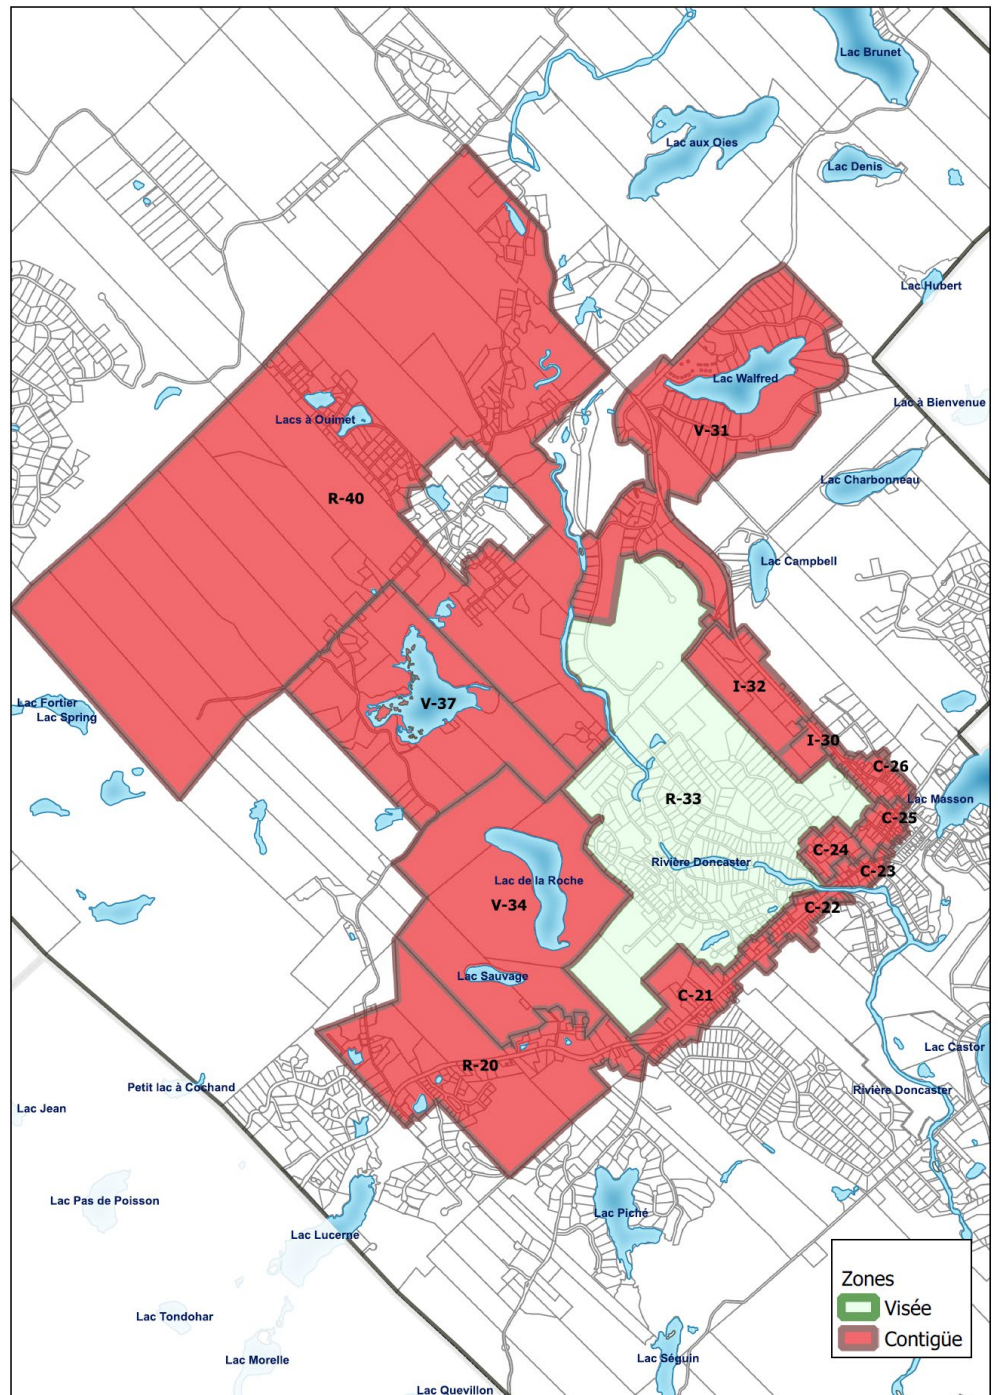 Lac Brunet
Lac aux Oies
Lac Denis
Lac Hubert
Lac Walfred
Lac à Bienvenue
Lacs à Ouimet
V-31
Lac Charbonneau
R-40
Lac Campbell
I-32
Lac Fortier
V-37
Lac Spring
I-30
C-26
R-33
Lac Masson
C-25
C-24
Rivière Doncaster
C-23
Lac de la Roche
V-34
C-22
Lac Sauvage
C-21
Lac Castor
R-20
Petit lac à Cochand
Rivière Doncaster
Lac Jean
Lac Pas de Poisson
Lac Piché
Lac Lucerne
Zones
Visée
Contigüe
Lac Tondohar
Lac Morelle
Lac Séguin
Lac Quevillon